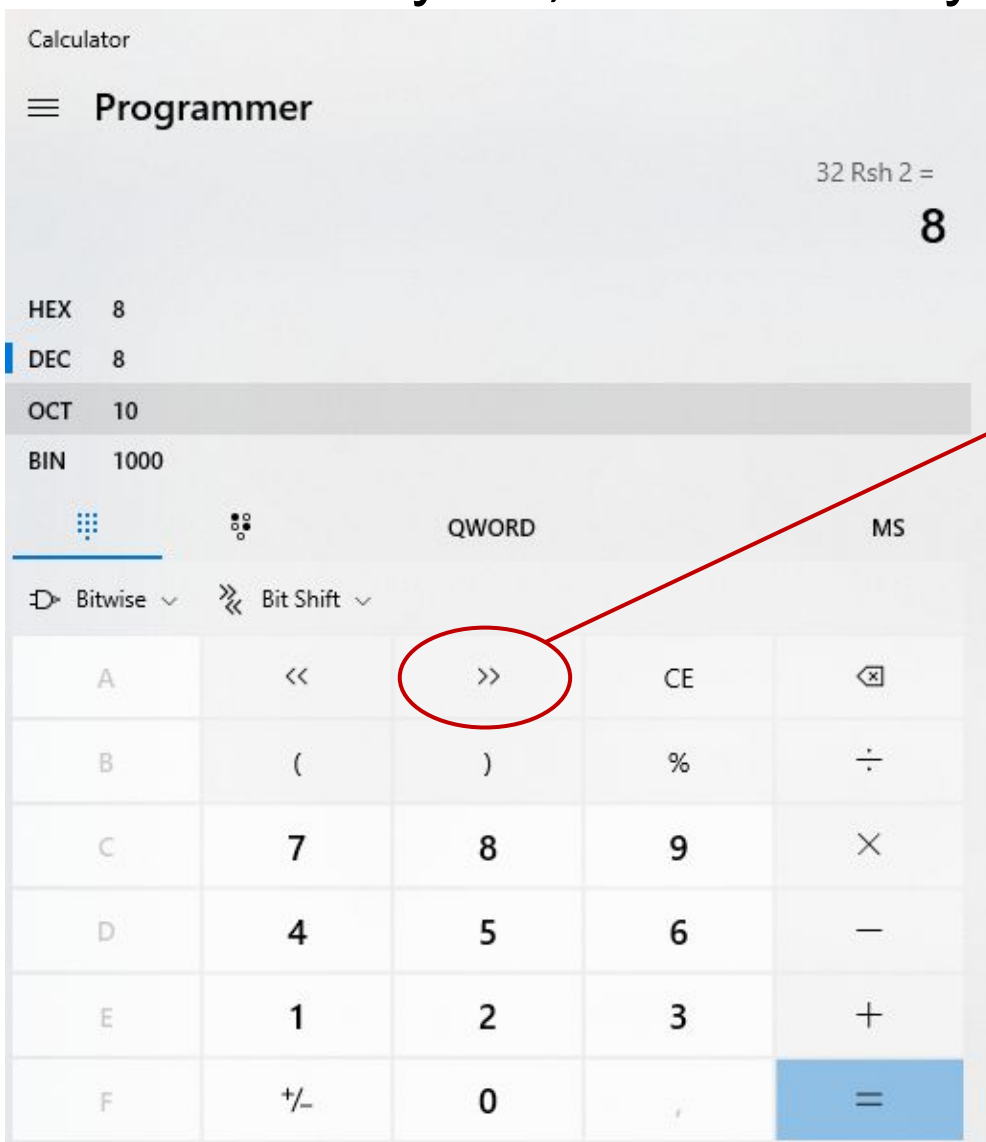 Calculator
Programmer
32 Rsh 2 =
8
HEX 8
DEC 8
OCT 10
BIN 1000
QWORD MS
Bitwise Bit Shift
A << >> CE
B ( ) % ÷
C 7 8 9 ×
D 4 5 6 −
E 1 2 3 +
F +/− 0 , =